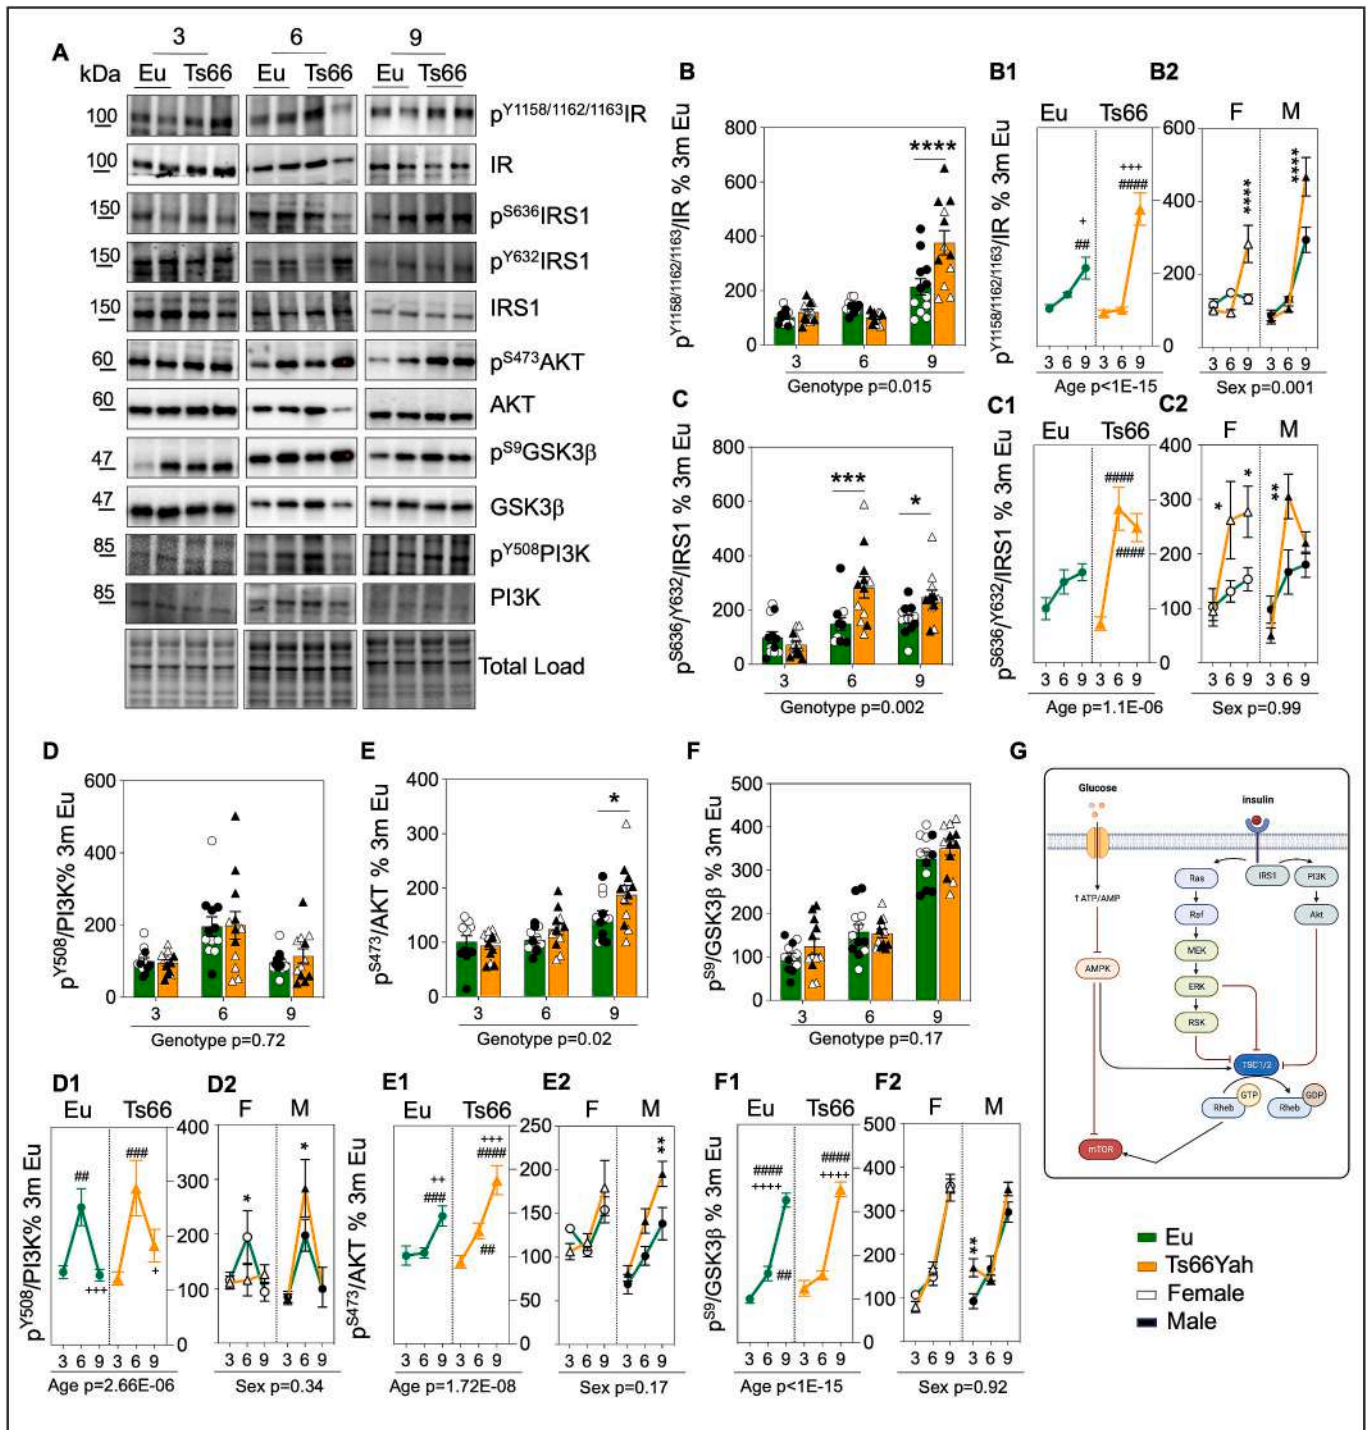 A
3 6 9
kDa Eu Ts66 Eu Ts66 Eu Ts66
100 pY1158/1162/1163IR
100 IR
150 pS636IRS1
150 pY632IRS1
150 IRS1
60 pS473AKT
60 AKT
47 pS9GSK3β
47 GSK3β
85 pY508PI3K
85 PI3K
Total Load
B
pY1158/1162/1163/IR % 3m Eu
800
600
400
200
0
****
3 6 9
Genotype p=0.015
B1
Eu Ts66
pY1158/1162/1163/IR % 3m Eu
+
##
+++
####
3 6 9 3 6 9
Age p<1E-15
B2
F M
600
400
200
0
****
****
3 6 9 3 6 9
Sex p=0.001
C
pS636/Y632/IRS1 % 3m Eu
800
600
400
200
0
***
*
3 6 9
Genotype p=0.002
C1
Eu Ts66
pS636/Y632/IRS1 % 3m Eu
####
####
3 6 9 3 6 9
Age p=1.1E-06
C2
F M
400
300
200
100
0
*
*
**
3 6 9 3 6 9
Sex p=0.99
D
pY508/PI3K% 3m Eu
600
400
200
0
3 6 9
Genotype p=0.72
E
pS473/AKT % 3m Eu
400
300
200
100
0
*
3 6 9
Genotype p=0.02
F
pS9/GSK3β % 3m Eu
500
400
300
200
100
0
3 6 9
Genotype p=0.17
G
Glucose
insulin
IRS1
PI3K
Ras
↑ATP/AMP
Raf
Akt
MEK
AMPK
ERK
RSK
TSC1/2
GTP
GDP
Rheb
Rheb
mTOR
D1
Eu Ts66
pY508/PI3K% 3m Eu
##
###
+++
+
3 6 9 3 6 9
Age p=2.66E-06
D2
F M
400
300
200
100
0
*
*
3 6 9 3 6 9
Sex p=0.34
E1
Eu Ts66
pS473/AKT % 3m Eu
++
###
+++
####
##
3 6 9 3 6 9
Age p=1.72E-08
E2
F M
250
200
150
100
50
0
**
3 6 9 3 6 9
Sex p=0.17
F1
Eu Ts66
pS9/GSK3β % 3m Eu
####
++++
##
####
++++
3 6 9 3 6 9
Age p<1E-15
F2
F M
500
400
300
200
100
0
***
3 6 9 3 6 9
Sex p=0.92
Eu
Ts66Yah
Female
Male